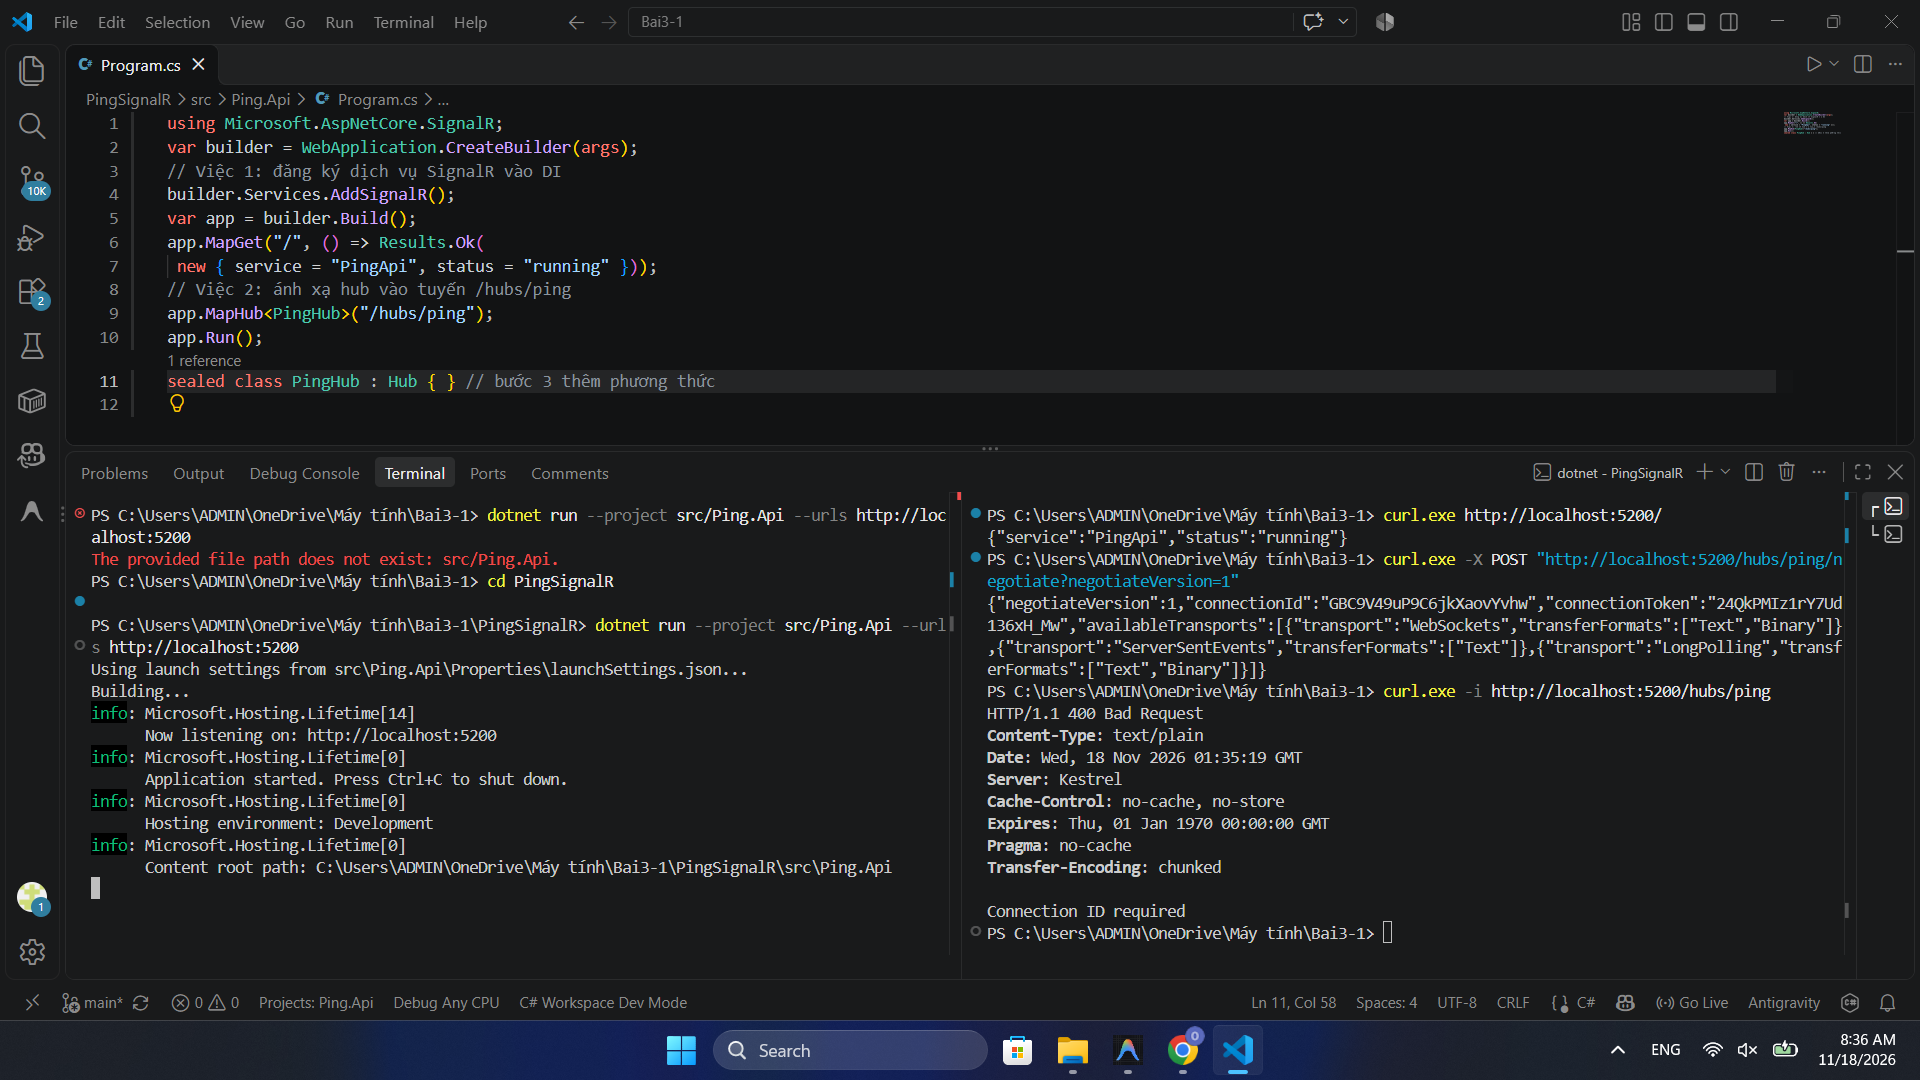 File Edit Selection View Go Run Terminal Help
Bai3-1
Program.cs
PingSignalR > src > Ping.Api > Program.cs > ...
1 using Microsoft.AspNetCore.SignalR;
2 var builder = WebApplication.CreateBuilder(args);
3 // Việc 1: đăng ký dịch vụ SignalR vào DI
4 builder.Services.AddSignalR();
5 var app = builder.Build();
6 app.MapGet("/", () => Results.Ok(
7 new { service = "PingApi", status = "running" }));
8 // Việc 2: ánh xạ hub vào tuyến /hubs/ping
9 app.MapHub<PingHub>("/hubs/ping");
10 app.Run();
1 reference
11 sealed class PingHub : Hub { } // bước 3 thêm phương thức
12
10K
2
1
Problems Output Debug Console Terminal Ports Comments
dotnet - PingSignalR
PS C:\Users\ADMIN\OneDrive\Máy tính\Bai3-1> dotnet run --project src/Ping.Api --urls http://loc
alhost:5200
The provided file path does not exist: src/Ping.Api.
PS C:\Users\ADMIN\OneDrive\Máy tính\Bai3-1> cd PingSignalR
PS C:\Users\ADMIN\OneDrive\Máy tính\Bai3-1\PingSignalR> dotnet run --project src/Ping.Api --url
s http://localhost:5200
Using launch settings from src\Ping.Api\Properties\launchSettings.json...
Building...
info: Microsoft.Hosting.Lifetime[14]
Now listening on: http://localhost:5200
info: Microsoft.Hosting.Lifetime[0]
Application started. Press Ctrl+C to shut down.
info: Microsoft.Hosting.Lifetime[0]
Hosting environment: Development
info: Microsoft.Hosting.Lifetime[0]
Content root path: C:\Users\ADMIN\OneDrive\Máy tính\Bai3-1\PingSignalR\src\Ping.Api
PS C:\Users\ADMIN\OneDrive\Máy tính\Bai3-1> curl.exe http://localhost:5200/
{"service":"PingApi","status":"running"}
PS C:\Users\ADMIN\OneDrive\Máy tính\Bai3-1> curl.exe -X POST "http://localhost:5200/hubs/ping/n
egotiate?negotiateVersion=1"
{"negotiateVersion":1,"connectionId":"GBC9V49uP9C6jkXaovYvhw","connectionToken":"24QkPMIz1rY7Ud
136xH_Mw","availableTransports":[{"transport":"WebSockets","transferFormats":["Text","Binary"]}
,{"transport":"ServerSentEvents","transferFormats":["Text"]},{"transport":"LongPolling","transf
erFormats":["Text","Binary"]}]}
PS C:\Users\ADMIN\OneDrive\Máy tính\Bai3-1> curl.exe -i http://localhost:5200/hubs/ping
HTTP/1.1 400 Bad Request
Content-Type: text/plain
Date: Wed, 18 Nov 2026 01:35:19 GMT
Server: Kestrel
Cache-Control: no-cache, no-store
Expires: Thu, 01 Jan 1970 00:00:00 GMT
Pragma: no-cache
Transfer-Encoding: chunked
Connection ID required
PS C:\Users\ADMIN\OneDrive\Máy tính\Bai3-1>
main* 0 0 Projects: Ping.Api Debug Any CPU C# Workspace Dev Mode
Ln 11, Col 58 Spaces: 4 UTF-8 CRLF { } C# Go Live Antigravity
Search
0
ENG
8:36 AM
11/18/2026